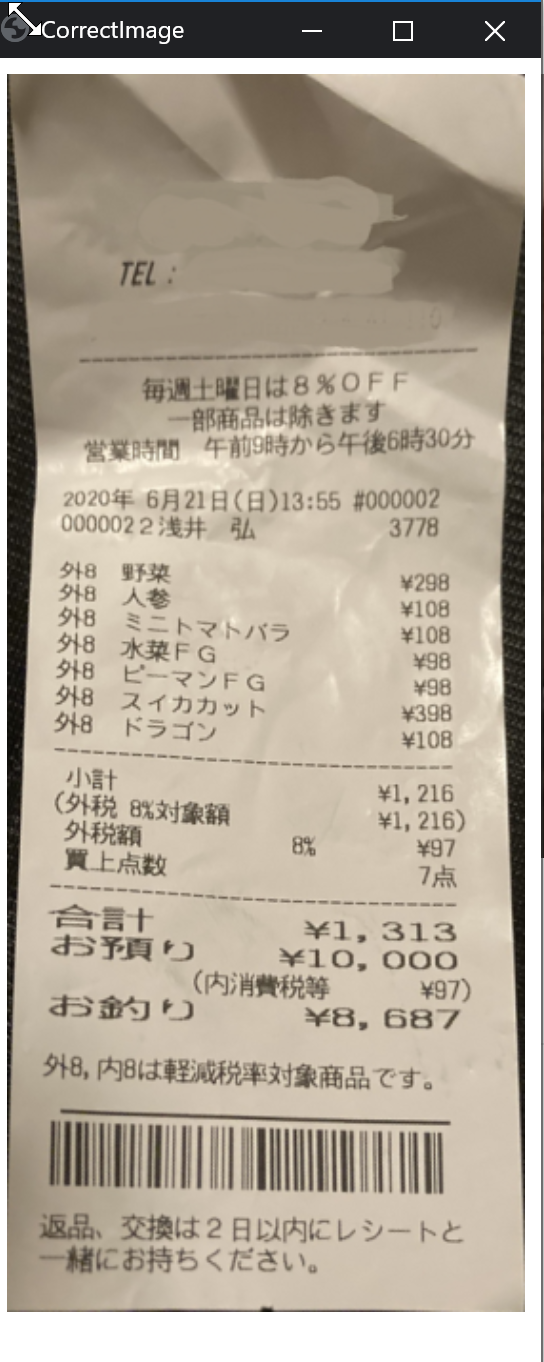 CorrectImage
TEL :
毎週土曜日は8%OFF
一部商品は除きます
営業時間 午前9時から午後6時30分
2020年 6月21日(日)13:55 #000002
0000022浅井 弘 3778
外8 野菜 ¥298
外8 人参 ¥108
外8 ミニトマトバラ ¥108
外8 水菜FG ¥98
外8 ピーマンFG ¥98
外8 スイカカット ¥398
外8 ドラゴン ¥108
小計 ¥1,216
(外税 8%対象額 ¥1,216)
外税額 8% ¥97
買上点数 7点
合計 ¥1,313
お預り ¥10,000
(内消費税等 ¥97)
お釣り ¥8,687
外8,内8は軽減税率対象商品です。
返品、交換は2日以内にレシートと
一緒にお持ちください。